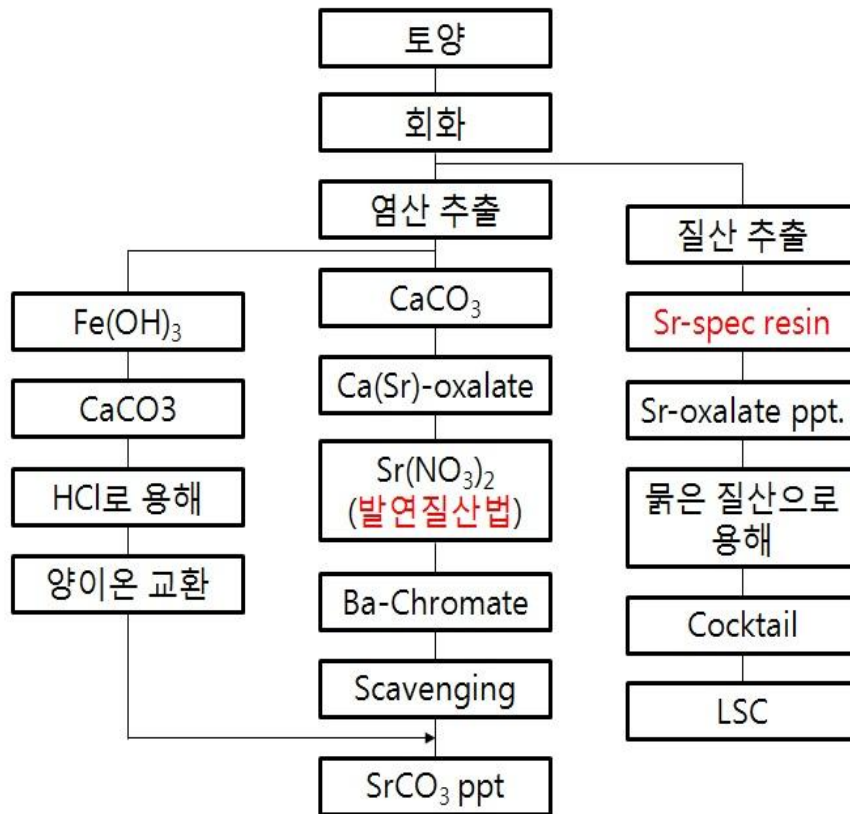 토양
회화
염산 추출
질산 추출
Fe(OH)₃
CaCO3
HCl로 용해
양이온 교환
CaCO₃
Ca(Sr)-oxalate
Sr(NO₃)₂
(발연질산법)
Ba-Chromate
Scavenging
SrCO₃ ppt
Sr-spec resin
Sr-oxalate ppt.
묽은 질산으로
용해
Cocktail
LSC